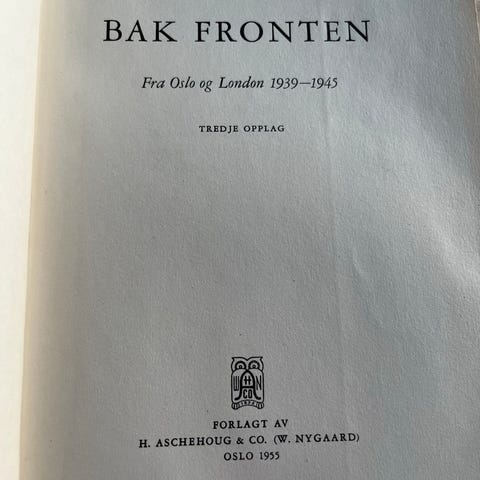 BAK FRONTEN
Fra Oslo og London 1939—1945
TREDJE OPPLAG
FORLAGT AV
H. ASCHEHOUG & CO. (W. NYGAARD)
OSLO 1955